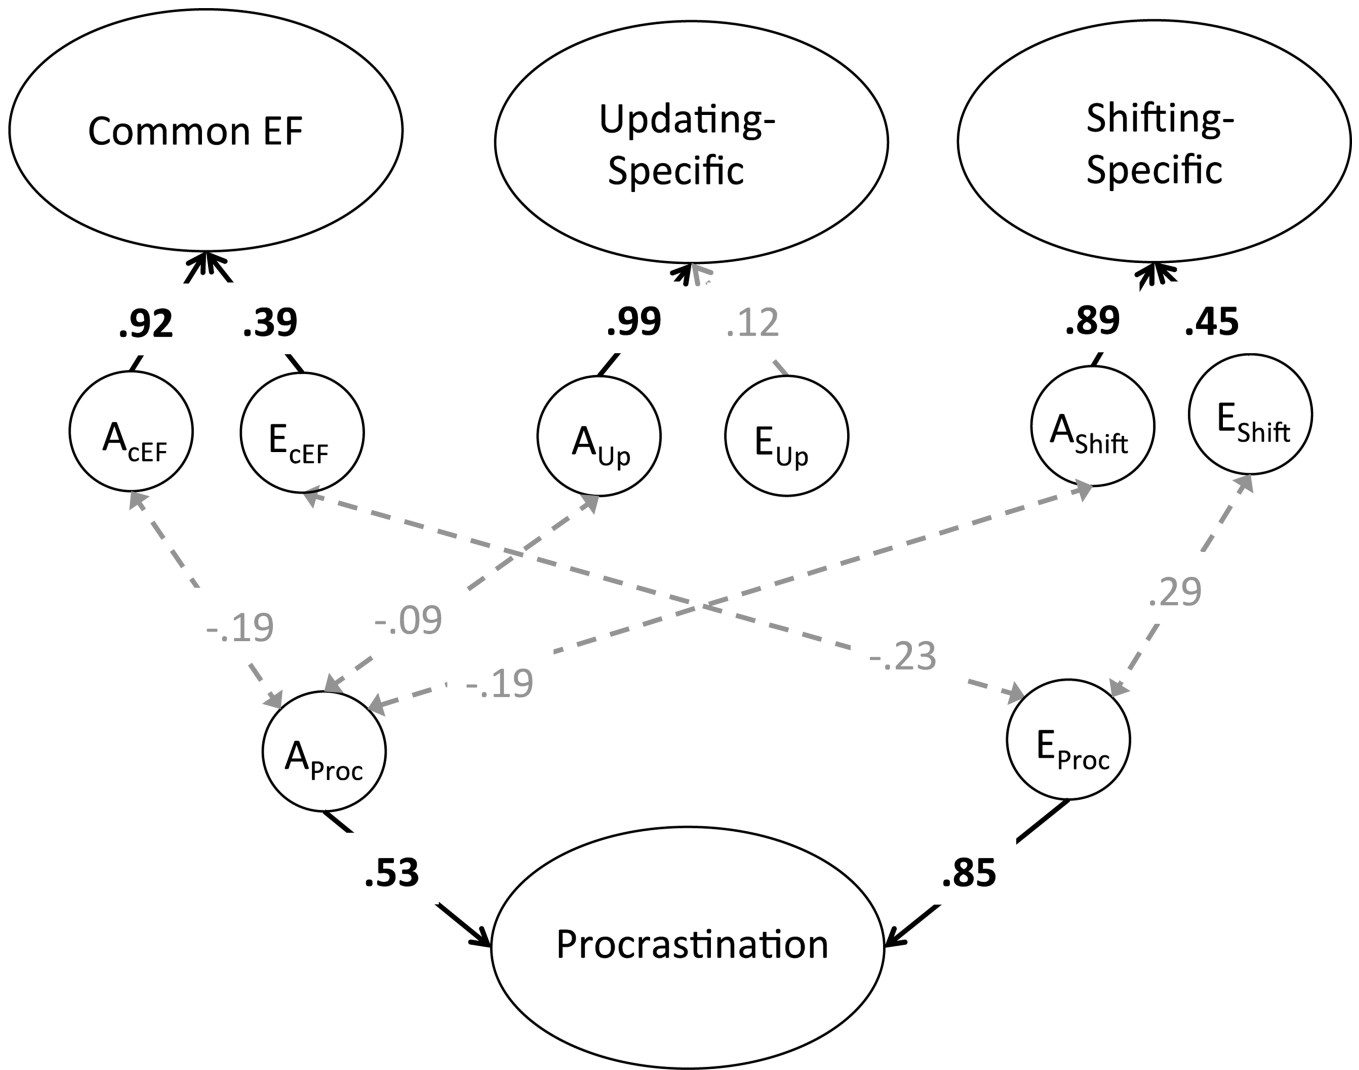 Common EF
Updating-
Specific
Shifting-
Specific
.92
.39
.99
.12
.89
.45
AcEF
EcEF
AUp
EUp
AShift
EShift
-.19
-.09
-.19
-.23
.29
AProc
EProc
.53
.85
Procrastination